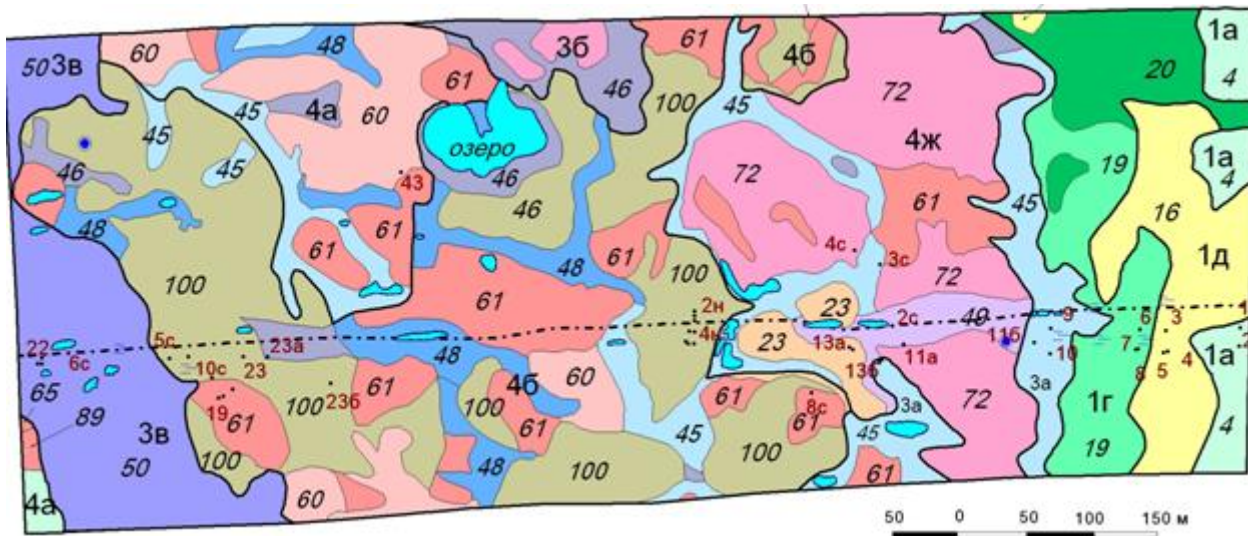 50 3в 60 48 3б 61 4б 1а
4
20
45 4а 60 61 46 100 45 72
45 45 46 озеро 46 72 4ж 19 1а
4
43 46 61 45 16
48 61 61 48 61 100 4с 3с 72 1д
100 61 2н 23 2с 49 9 6 3 1
5с 23а 48 4н 23 13а 11а 11б 10 7 4 2
22 6с 10с 23 60 13б 8 5 1а
65 19 61 100 23б 61 4б 61 8с 61 3а 72 3а 1г
89 3в 100 61 45 100 45 19 4
50 60 48 100 61
4а
50 0 50 100 150 м